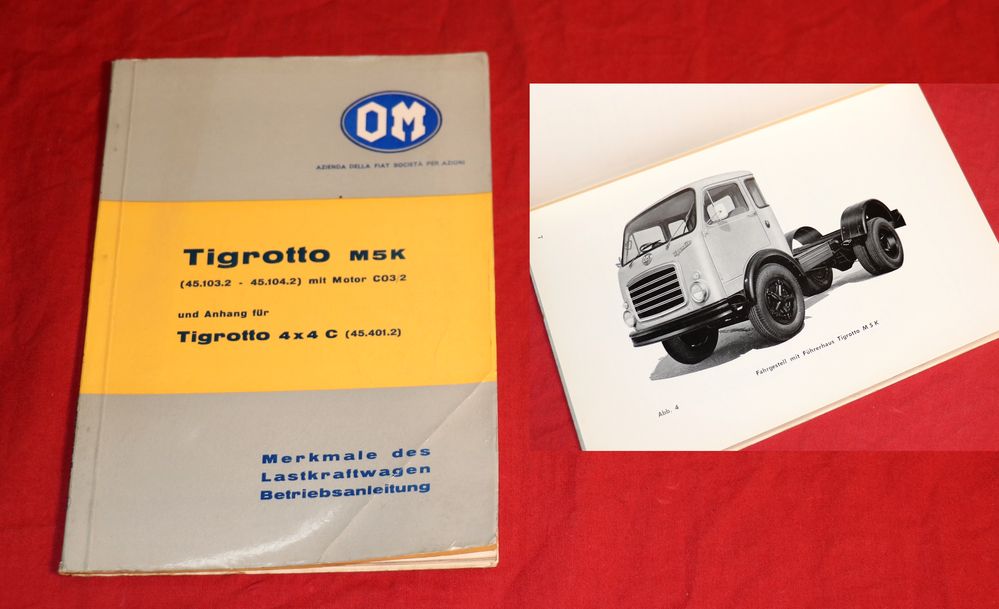 OM
AZIENDA DELLA FIAT SOCIETÀ PER AZIONI
Tigrotto M5K
(45.103.2 - 45.104.2) mit Motor CO3/2
und Anhang für
Tigrotto 4x4 C (45.401.2)
Merkmale des
Lastkraftwagen
Betriebsanleitung
Fahrgestell mit Führerhaus Tigrotto M5K
Abb. 4